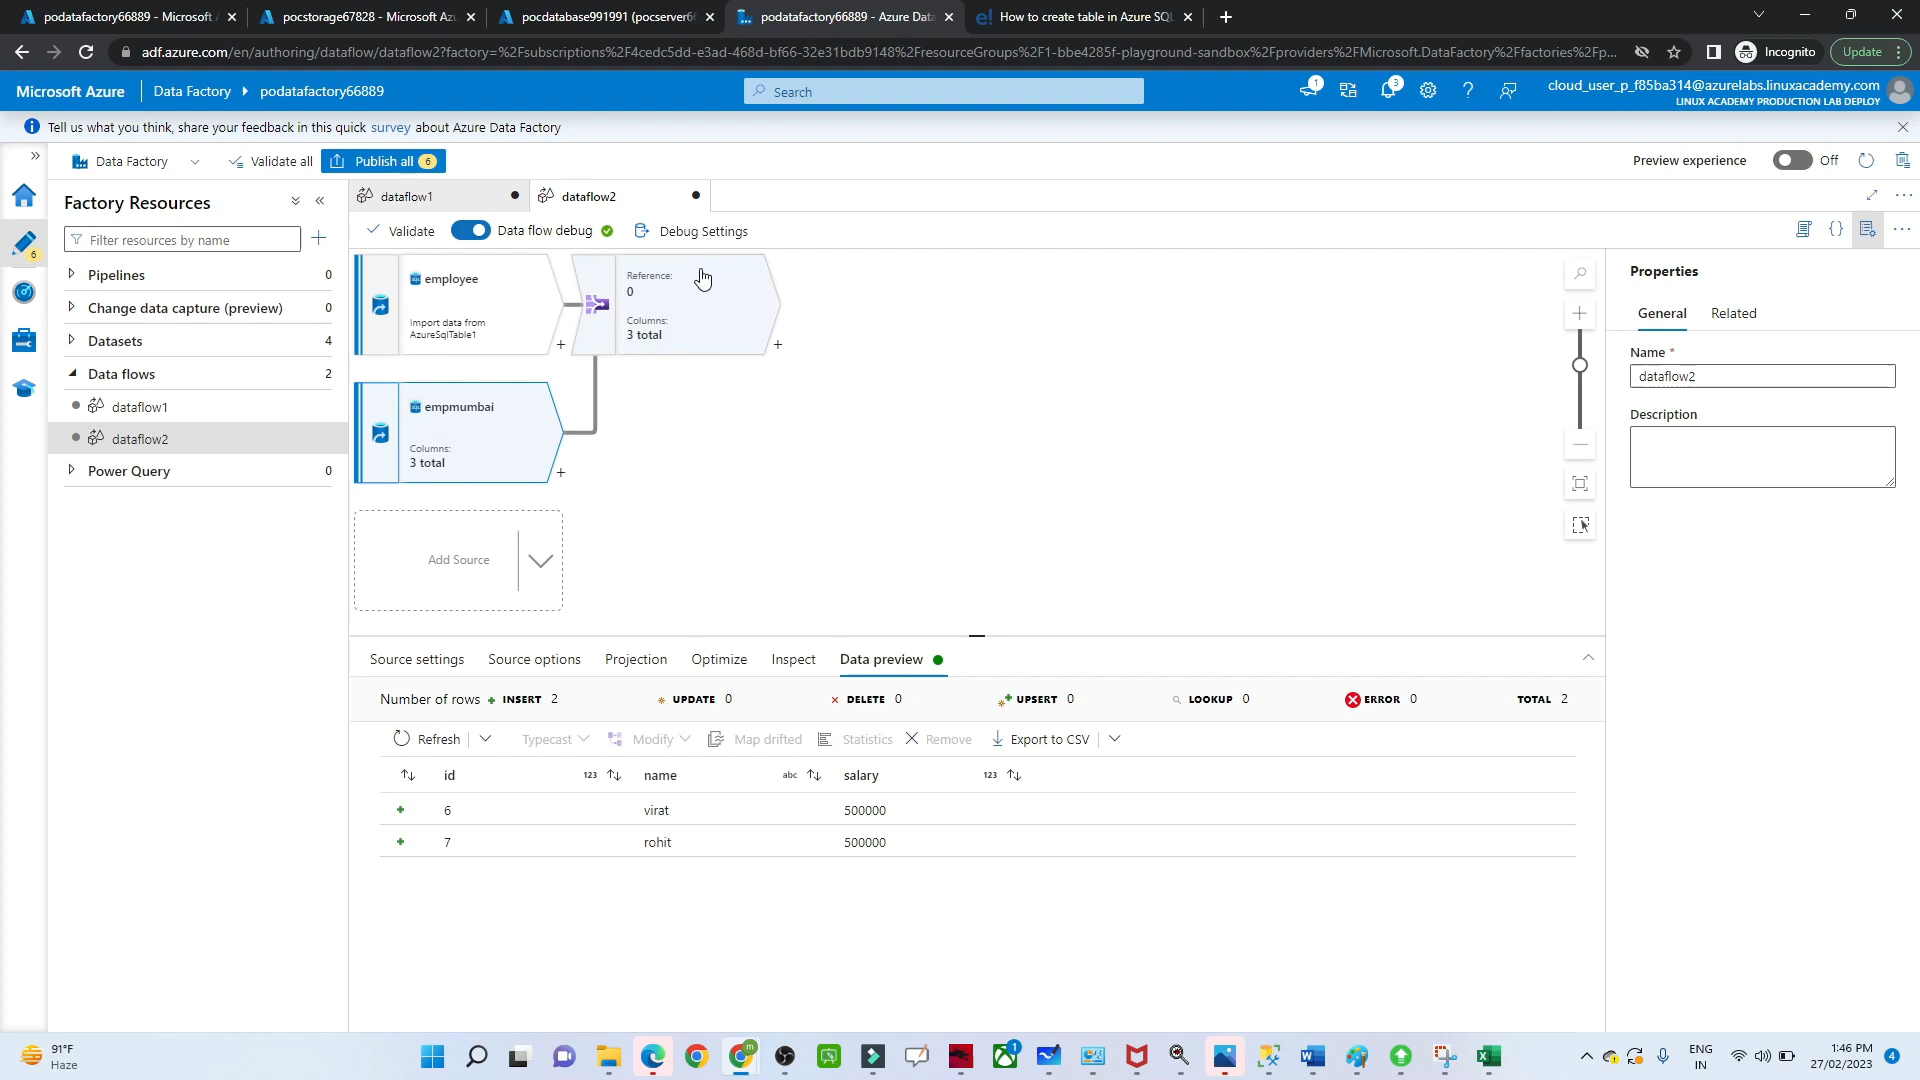 podatafactory66889 - Microsoft
pocstorage67828 - Microsoft Azu
pocdatabase991991 (pocserver6
podatafactory66889 - Azure Data
How to create table in Azure SQL
adf.azure.com/en/authoring/dataflow/dataflow2?factory=%2Fsubscriptions%2F4cedc5dd-e3ad-468d-bf66-32e31bdb9148%2FresourceGroups%2F1-bbe4285f-playground-sandbox%2Fproviders%2FMicrosoft.DataFactory%2Ffactories%2Fp...
Incognito
Update
Microsoft Azure
Data Factory
podatafactory66889
Search
1
3
cloud_user_p_f85ba314@azurelabs.linuxacademy.com
LINUX ACADEMY PRODUCTION LAB DEPLOY
Tell us what you think, share your feedback in this quick survey about Azure Data Factory
Data Factory
Validate all
Publish all 6
Preview experience
Off
Factory Resources
Filter resources by name
6
Pipelines 0
Change data capture (preview) 0
Datasets 4
Data flows 2
dataflow1
dataflow2
Power Query 0
dataflow1
dataflow2
Validate
Data flow debug
Debug Settings
employee
Import data from
AzureSqlTable1
+
Reference:
0
Columns:
3 total
+
empmumbai
Columns:
3 total
+
Add Source
Properties
General
Related
Name *
dataflow2
Description
Source settings
Source options
Projection
Optimize
Inspect
Data preview
Number of rows + INSERT 2
UPDATE 0
DELETE 0
UPSERT 0
LOOKUP 0
ERROR 0
TOTAL 2
Refresh
Typecast
Modify
Map drifted
Statistics
Remove
Export to CSV
id 123 name abc salary 123
+ 6 virat 500000
+ 7 rohit 500000
91°F
Haze
m
1
ENG
IN
1:46 PM
27/02/2023
4